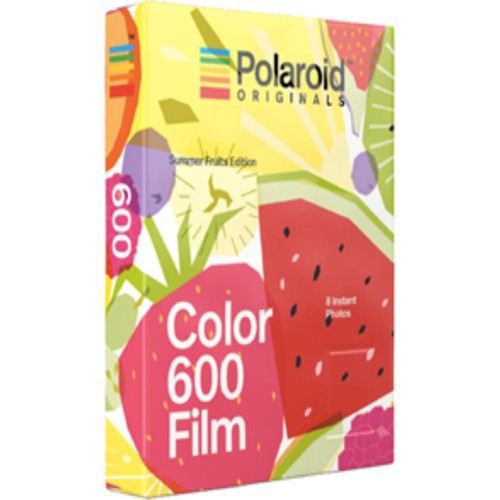 Polaroid
ORIGINALS
Summer Fruits Edition
600
8 Instant
Photos
Color
600
Film